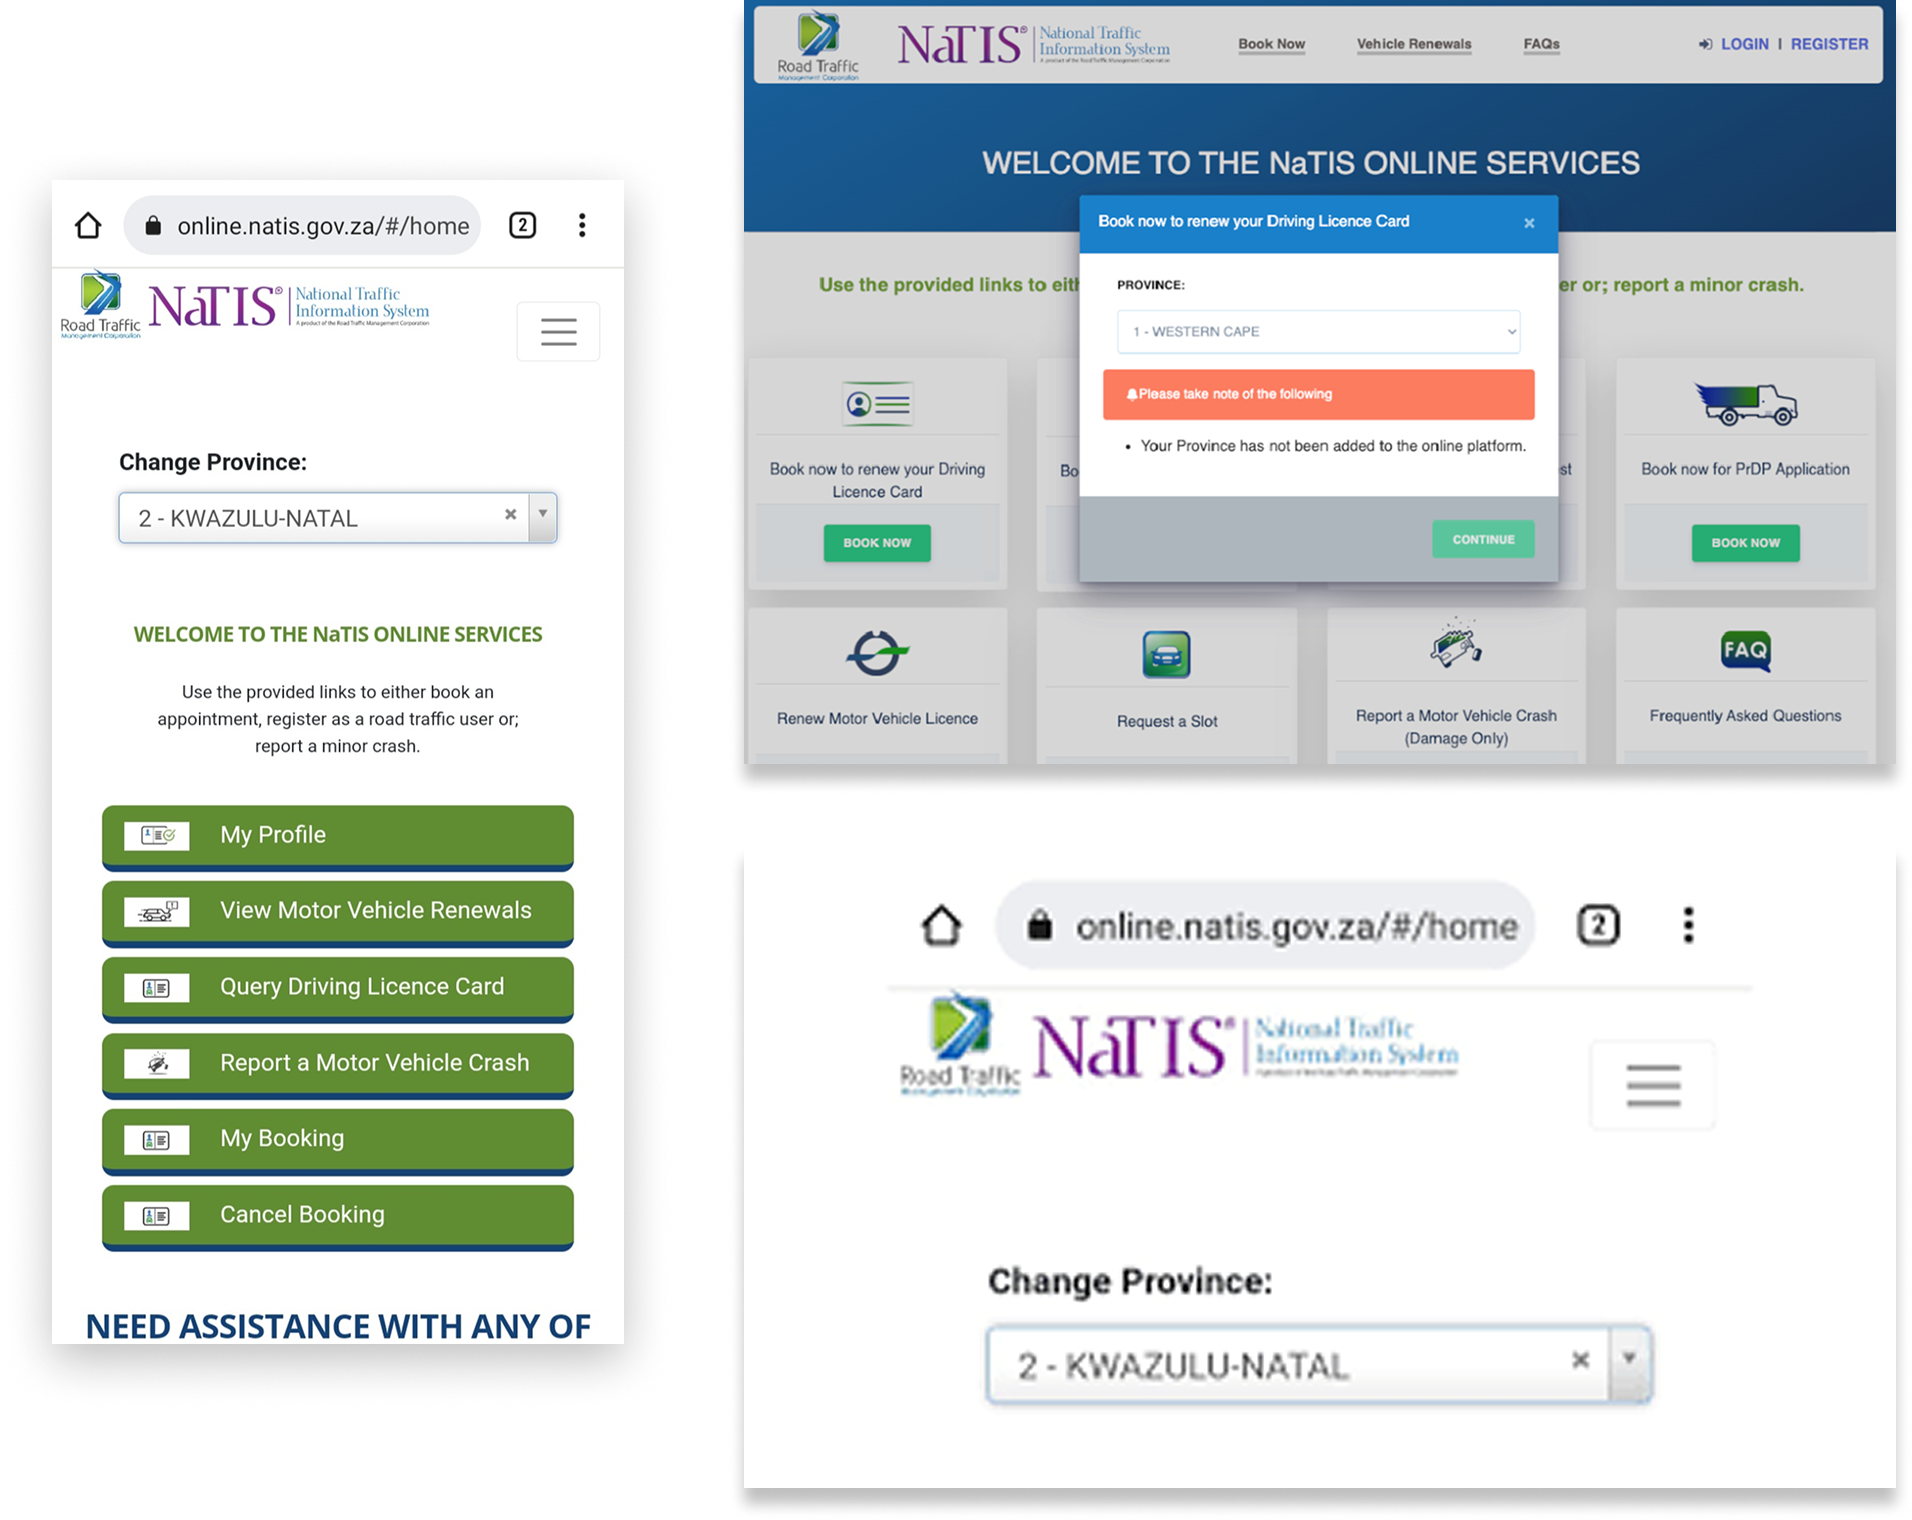 online.natis.gov.za/#/home
2
Road Traffic
Management Corporation
NaTIS®
National Traffic
Information System
A product of the Road Traffic Management Corporation
Change Province:
2 - KWAZULU-NATAL
WELCOME TO THE NaTIS ONLINE SERVICES
Use the provided links to either book an
appointment, register as a road traffic user or;
report a minor crash.
My Profile
View Motor Vehicle Renewals
Query Driving Licence Card
Report a Motor Vehicle Crash
My Booking
Cancel Booking
NEED ASSISTANCE WITH ANY OF
Road Traffic
Management Corporation
NaTIS®
National Traffic
Information System
A product of the Road Traffic Management Corporation
Book Now
Vehicle Renewals
FAQs
LOGIN | REGISTER
WELCOME TO THE NaTIS ONLINE SERVICES
Use the provided links to eit
er or; report a minor crash.
Book now to renew your Driving Licence Card
×
PROVINCE:
1 - WESTERN CAPE
Please take note of the following
• Your Province has not been added to the online platform.
CONTINUE
Book now to renew your Driving
Licence Card
BOOK NOW
Bo
st
Book now for PrDP Application
BOOK NOW
Renew Motor Vehicle Licence
Request a Slot
Report a Motor Vehicle Crash
(Damage Only)
FAQ
Frequently Asked Questions
online.natis.gov.za/#/home
2
Road Traffic
Management Corporation
NaTIS®
National Traffic
Information System
A product of the Road Traffic Management Corporation
Change Province:
2 - KWAZULU-NATAL